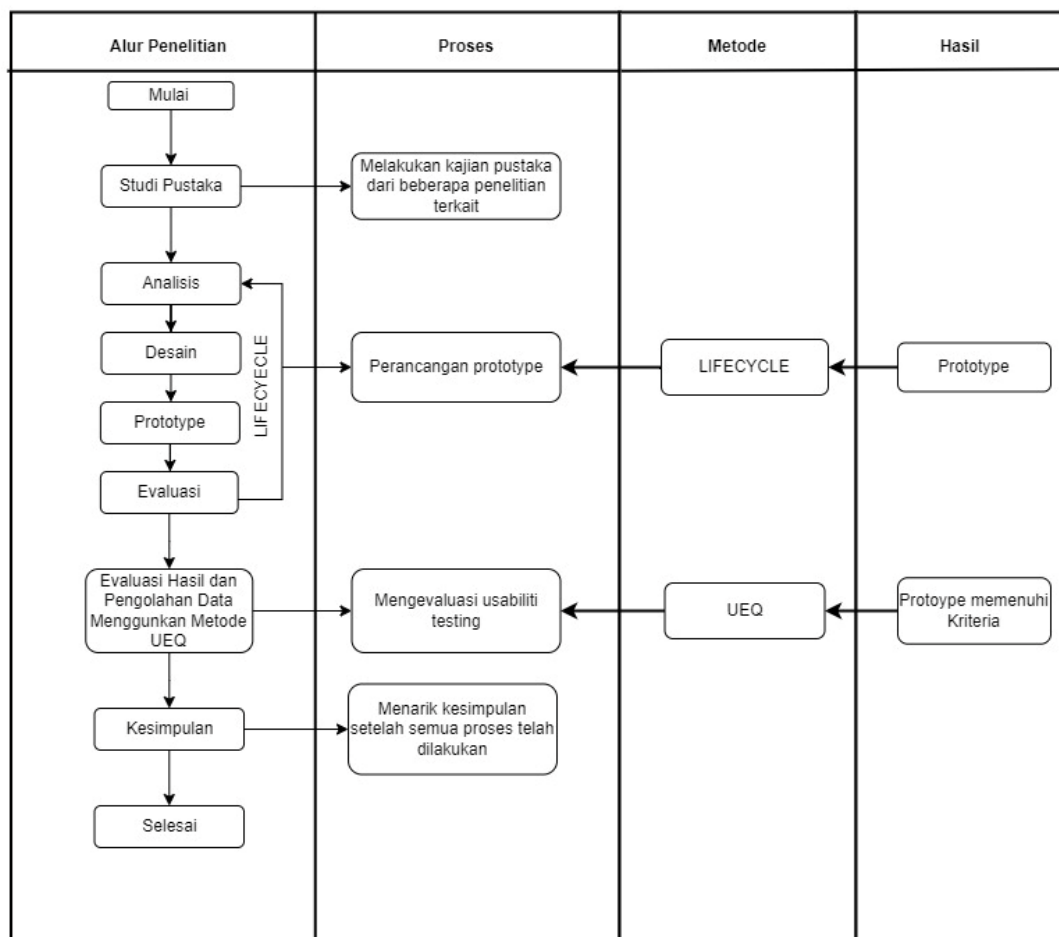 Alur Penelitian
Proses
Metode
Hasil
Mulai
Studi Pustaka
Melakukan kajian pustaka
dari beberapa penelitian
terkait
Analisis
Desain
Prototype
Evaluasi
LIFECYECLE
Perancangan prototype
LIFECYCLE
Prototype
Evaluasi Hasil dan
Pengolahan Data
Menggunkan Metode
UEQ
Mengevaluasi usabiliti
testing
UEQ
Protoype memenuhi
Kriteria
Kesimpulan
Menarik kesimpulan
setelah semua proses telah
dilakukan
Selesai